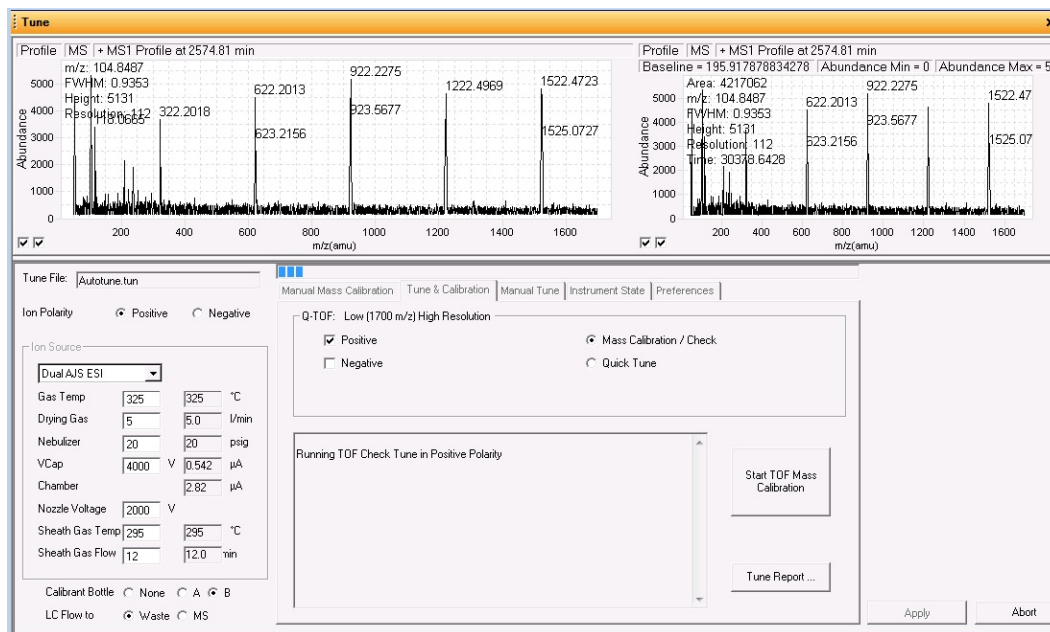 Tune
Profile MS + MS1 Profile at 2574.81 min
m/z: 104.8487
FWHM: 0.9353
Height: 5131
Resolution: 112
118.0665
322.2018
622.2013
623.2156
922.2275
923.5677
1222.4969
1522.4723
1525.0727
Abundance
5000
4000
3000
2000
1000
0
200 400 600 800 1000 1200 1400 1600
m/z(amu)
Profile MS + MS1 Profile at 2574.81 min
Baseline = 195.917878834278 Abundance Min = 0 Abundance Max = 5
Area: 4217062
m/z: 104.8487
FWHM: 0.9353
Height: 5131
Resolution: 112
Time: 30378.6428
622.2013
623.2156
922.2275
923.5677
1522.47
1525.07
Abundance
5000
4000
3000
2000
1000
0
200 400 600 800 1000 1200 1400 1600
m/z(amu)
Tune File: Autotune.tun
Ion Polarity Positive Negative
Ion Source
Dual AJS ESI
Gas Temp 325 325 °C
Drying Gas 5 5.0 l/min
Nebulizer 20 20 psig
VCap 4000 V 0.542 µA
Chamber 2.82 µA
Nozzle Voltage 2000 V
Sheath Gas Temp 295 295 °C
Sheath Gas Flow 12 12.0 min
Calibrant Bottle None A B
LC Flow to Waste MS
Manual Mass Calibration Tune & Calibration Manual Tune Instrument State Preferences
Q-TOF: Low (1700 m/z) High Resolution
Positive Mass Calibration / Check
Negative Quick Tune
Running TOF Check Tune in Positive Polarity
Start TOF Mass
Calibration
Tune Report ...
Apply Abort